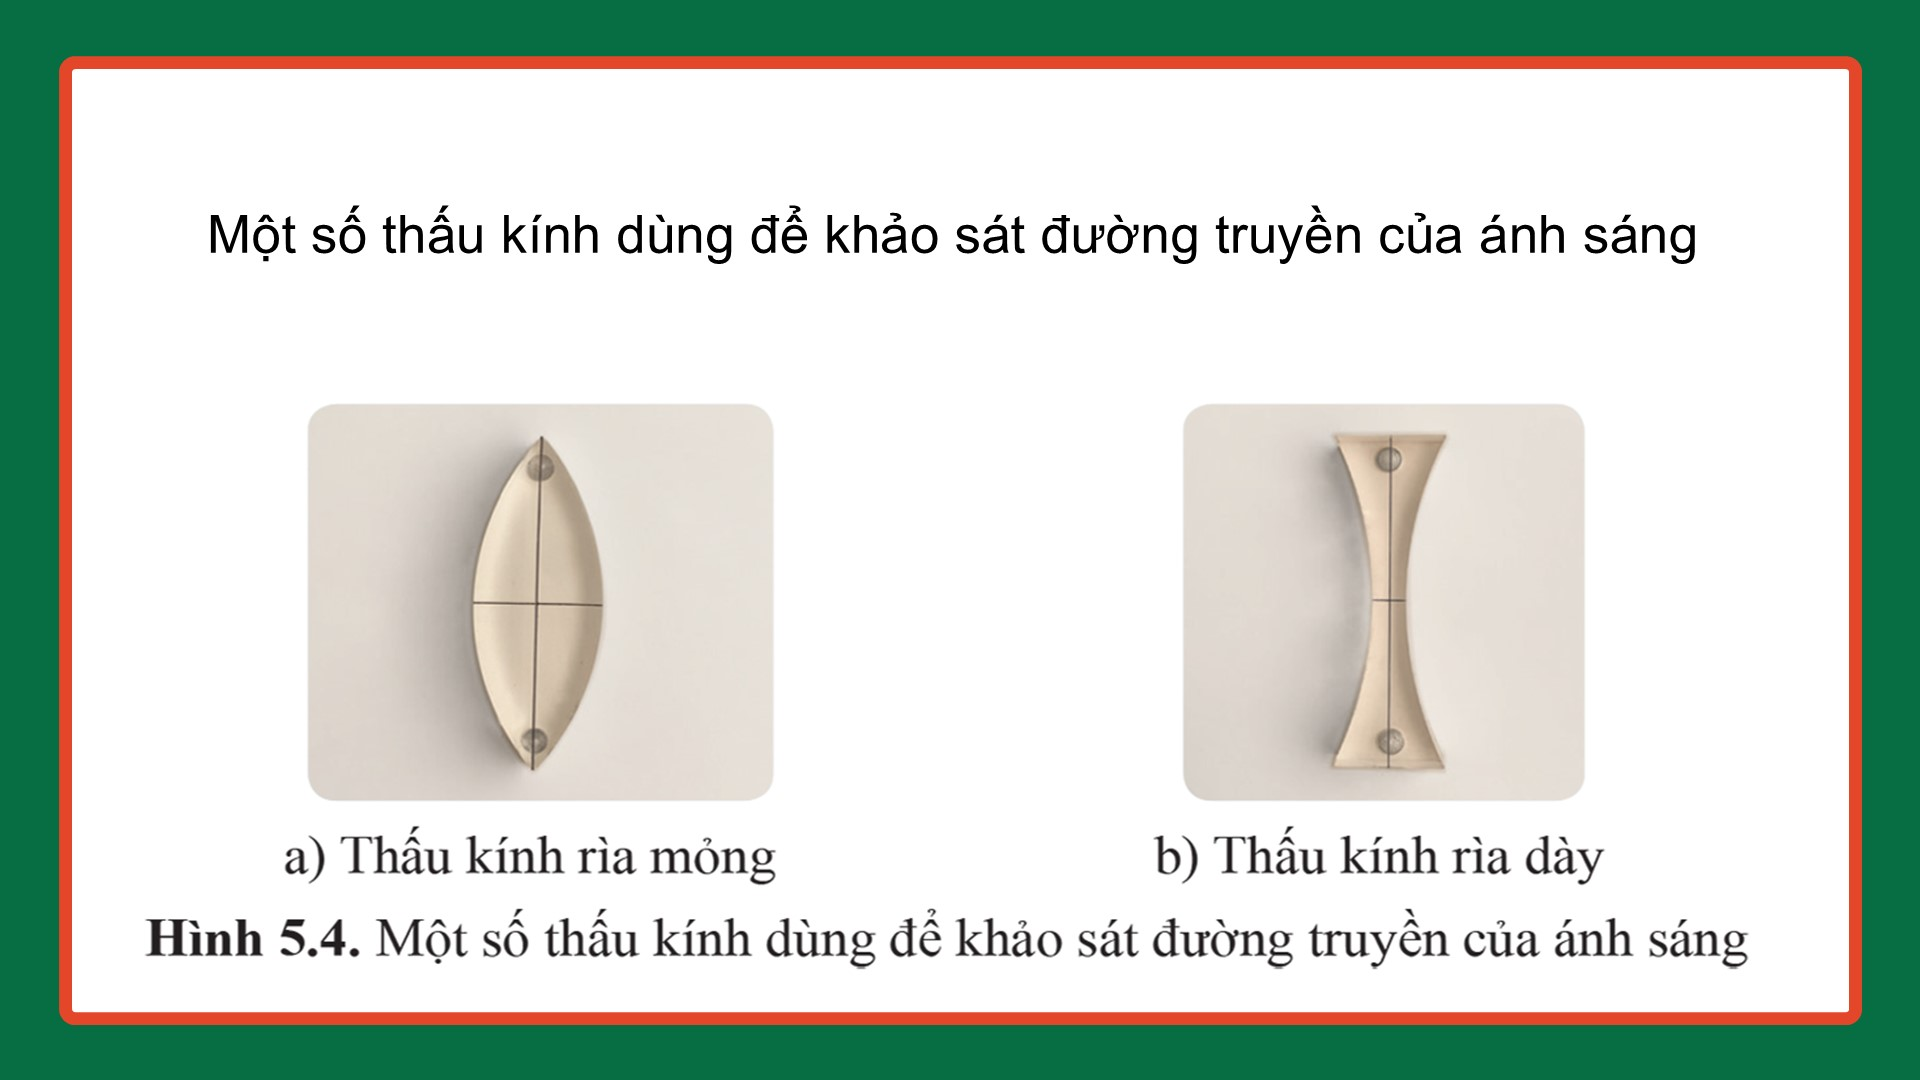 Một số thấu kính dùng để khảo sát đường truyền của ánh sáng
a) Thấu kính rìa mỏng
b) Thấu kính rìa dày
Hình 5.4. Một số thấu kính dùng để khảo sát đường truyền của ánh sáng